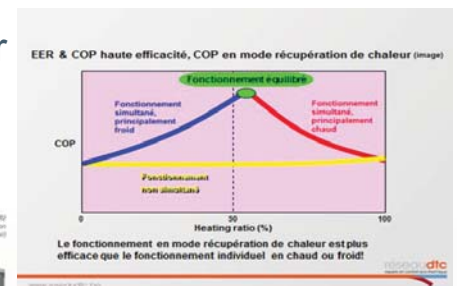 EER & COP haute efficacité, COP en mode récupération de chaleur (image)
Fonctionnement équilibré
Fonctionnement
simultané,
principalement
froid
Fonctionnement
simultané,
principalement
chaud
COP
Fonctionnement
non simultané
0
50
100
Heating ratio (%)
Le fonctionnement en mode récupération de chaleur est plus
efficace que le fonctionnement individuel en chaud ou froid!
réseaudtc